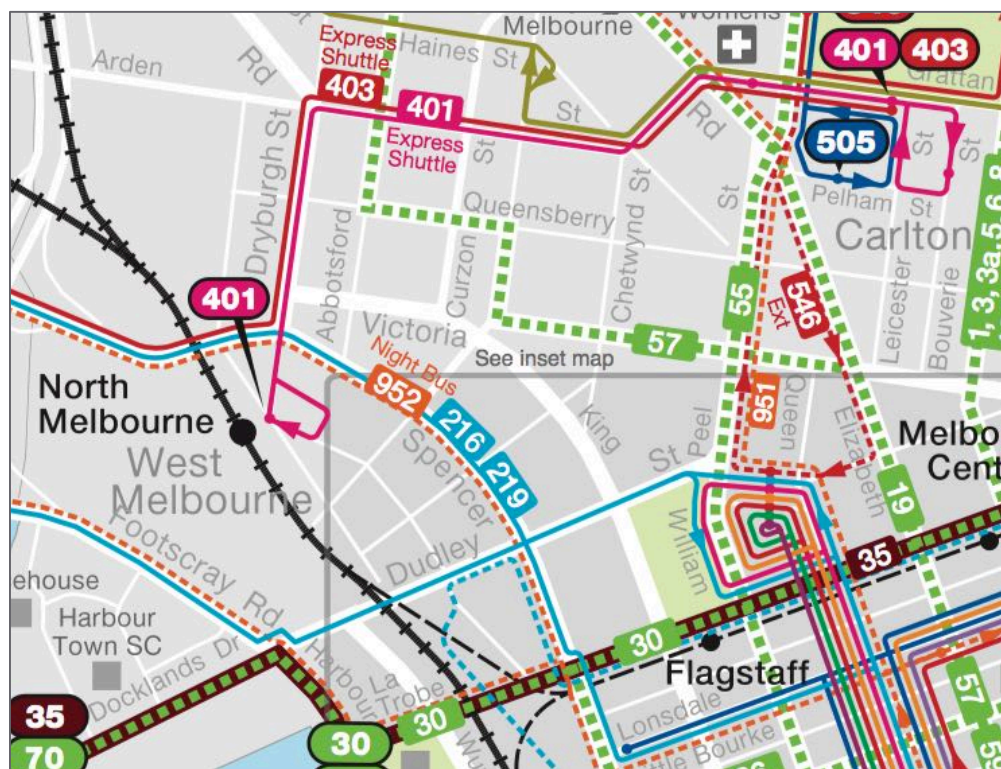 Melbourne
Womens
Express
Shuttle
Haines St
Arden
Rd
403
401
Express
Shuttle
St
St
Rd
401
403
Grattan
505
St
St
Pelham St
Carlton
Dryburgh St
Abbotsford
Queensberry
Curzon
Chetwynd St
St
55
546
Ext
Leicester
Bouverie
1, 3, 3a, 5, 6, 8
401
Victoria
57
See inset map
Night Bus
952
216
219
951
Queen
Peel
St
King
Elizabeth
North
Melbourne
West
Melbourne
Spencer
Dudley
William
19
35
Footscray Rd
Harbour
Town SC
Docklands Dr
La
Trobe
30
30
Flagstaff
Lonsdale
57
35
70
30